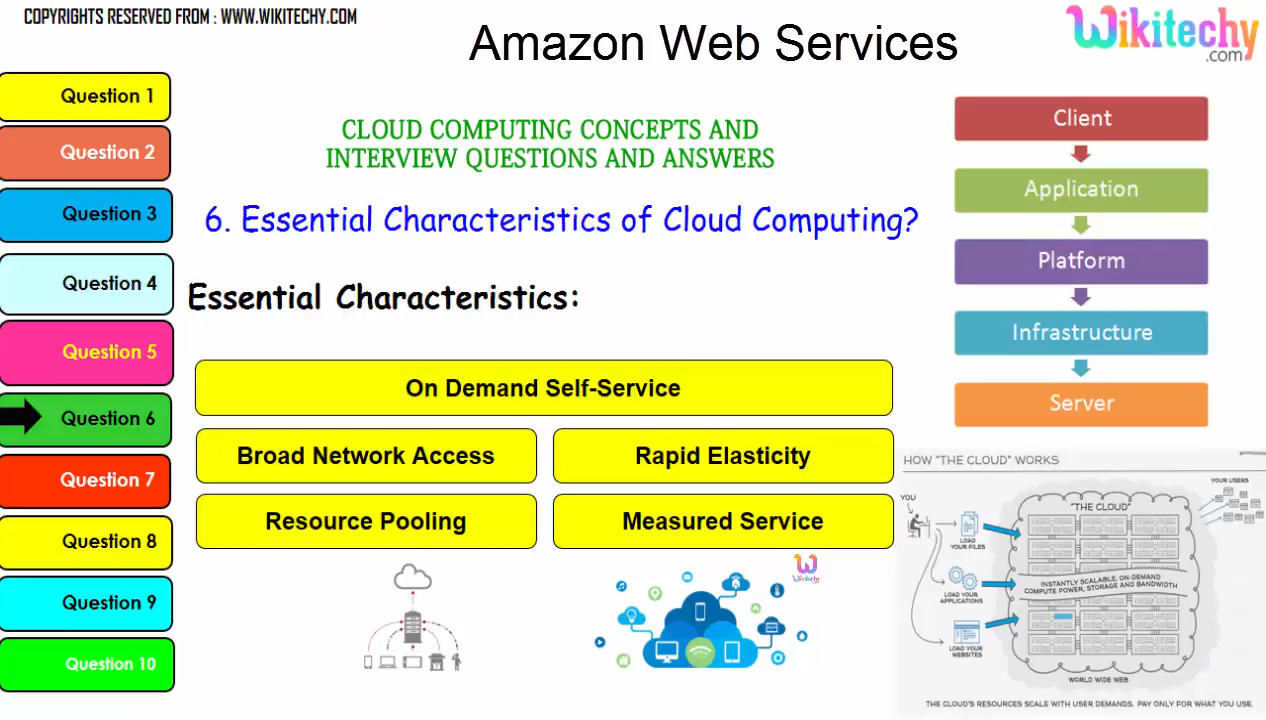 COPYRIGHTS RESERVED FROM : WWW.WIKITECHY.COM
Amazon Web Services
Wikitechy
.com
Question 1
Question 2
Question 3
Question 4
Question 5
Question 6
Question 7
Question 8
Question 9
Question 10
CLOUD COMPUTING CONCEPTS AND
INTERVIEW QUESTIONS AND ANSWERS
6. Essential Characteristics of Cloud Computing?
Essential Characteristics:
On Demand Self-Service
Broad Network Access
Rapid Elasticity
Resource Pooling
Measured Service
Wikitechy
Client
Application
Platform
Infrastructure
Server
HOW "THE CLOUD" WORKS
YOUR USERS
YOU
"THE CLOUD"
LOAD
YOUR FILES
INSTANTLY SCALABLE, ON-DEMAND
COMPUTE POWER, STORAGE AND BANDWIDTH
LOAD YOUR
APPLICATIONS
LOAD YOUR
WEBSITES
WORLD WIDE WEB
THE CLOUD'S RESOURCES SCALE WITH USER DEMANDS. PAY ONLY FOR WHAT YOU USE.